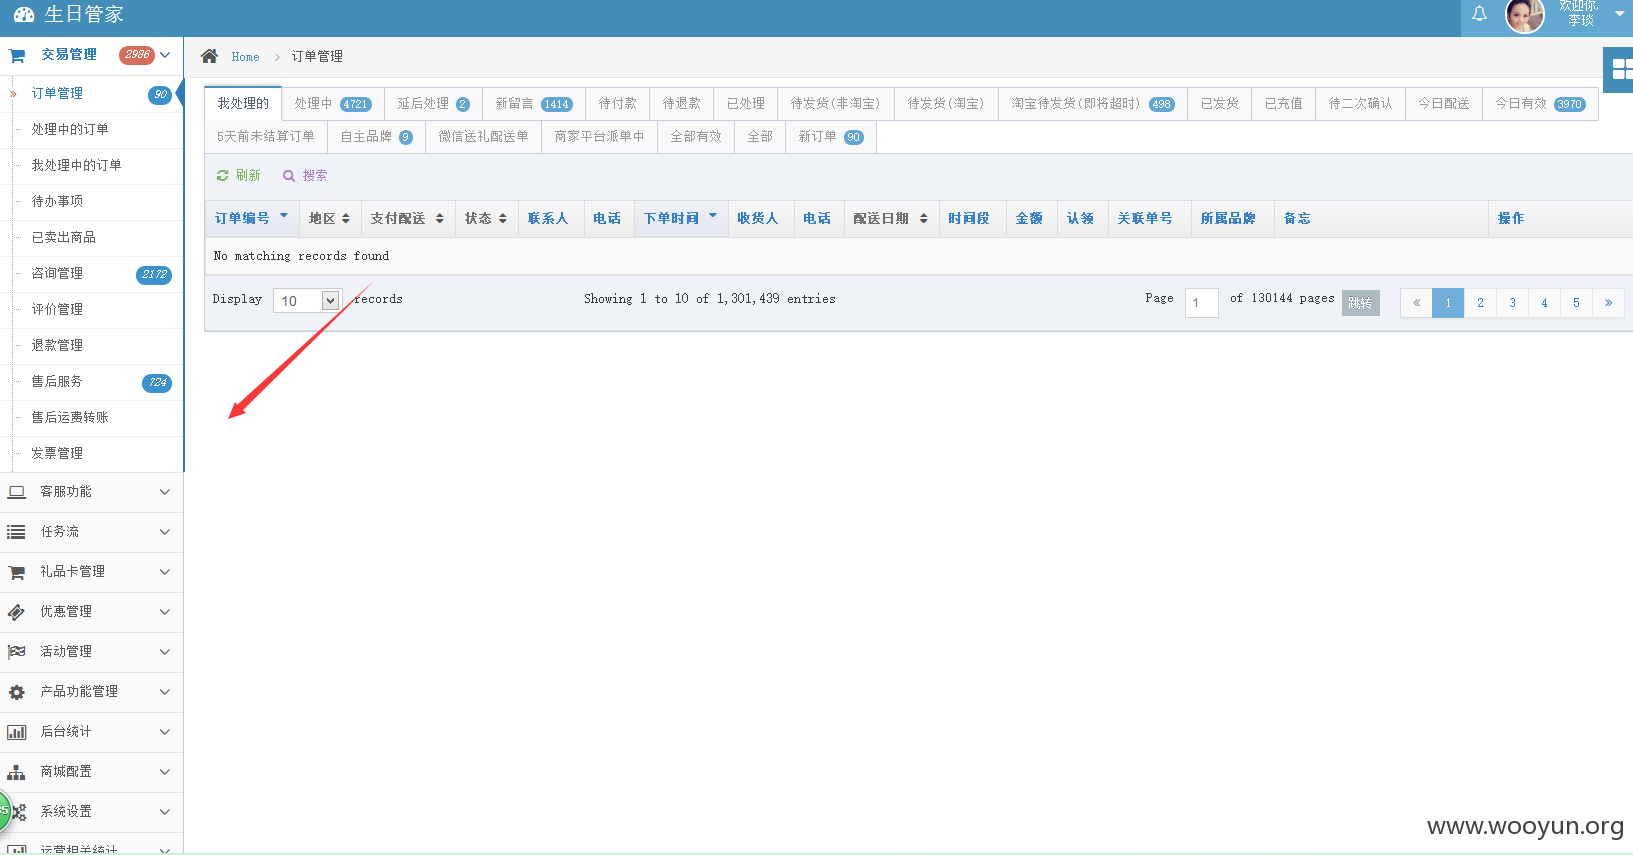 生日管家
欢迎你,
李琰
交易管理 2986
订单管理 90
处理中的订单
我处理中的订单
待办事项
已卖出商品
咨询管理 2172
评价管理
退款管理
售后服务 724
售后运费转账
发票管理
客服功能
任务流
礼品卡管理
优惠管理
活动管理
产品功能管理
后台统计
商城配置
系统设置
运营相关统计
Home 订单管理
我处理的 处理中 4721 延后处理 2 新留言 1414 待付款 待退款 已处理 待发货(非淘宝) 待发货(淘宝) 淘宝待发货(即将超时) 498 已发货 已充值 待二次确认 今日配送 今日有效 3970
5天前未结算订单 自主品牌 9 微信送礼配送单 商家平台派单中 全部有效 全部 新订单 90
刷新 搜索
订单编号 地区 支付配送 状态 联系人 电话 下单时间 收货人 电话 配送日期 时间段 金额 认领 关联单号 所属品牌 备忘 操作
No matching records found
Display 10 records Showing 1 to 10 of 1,301,439 entries Page 1 of 130144 pages 跳转 « 1 2 3 4 5 »
www.wooyun.org